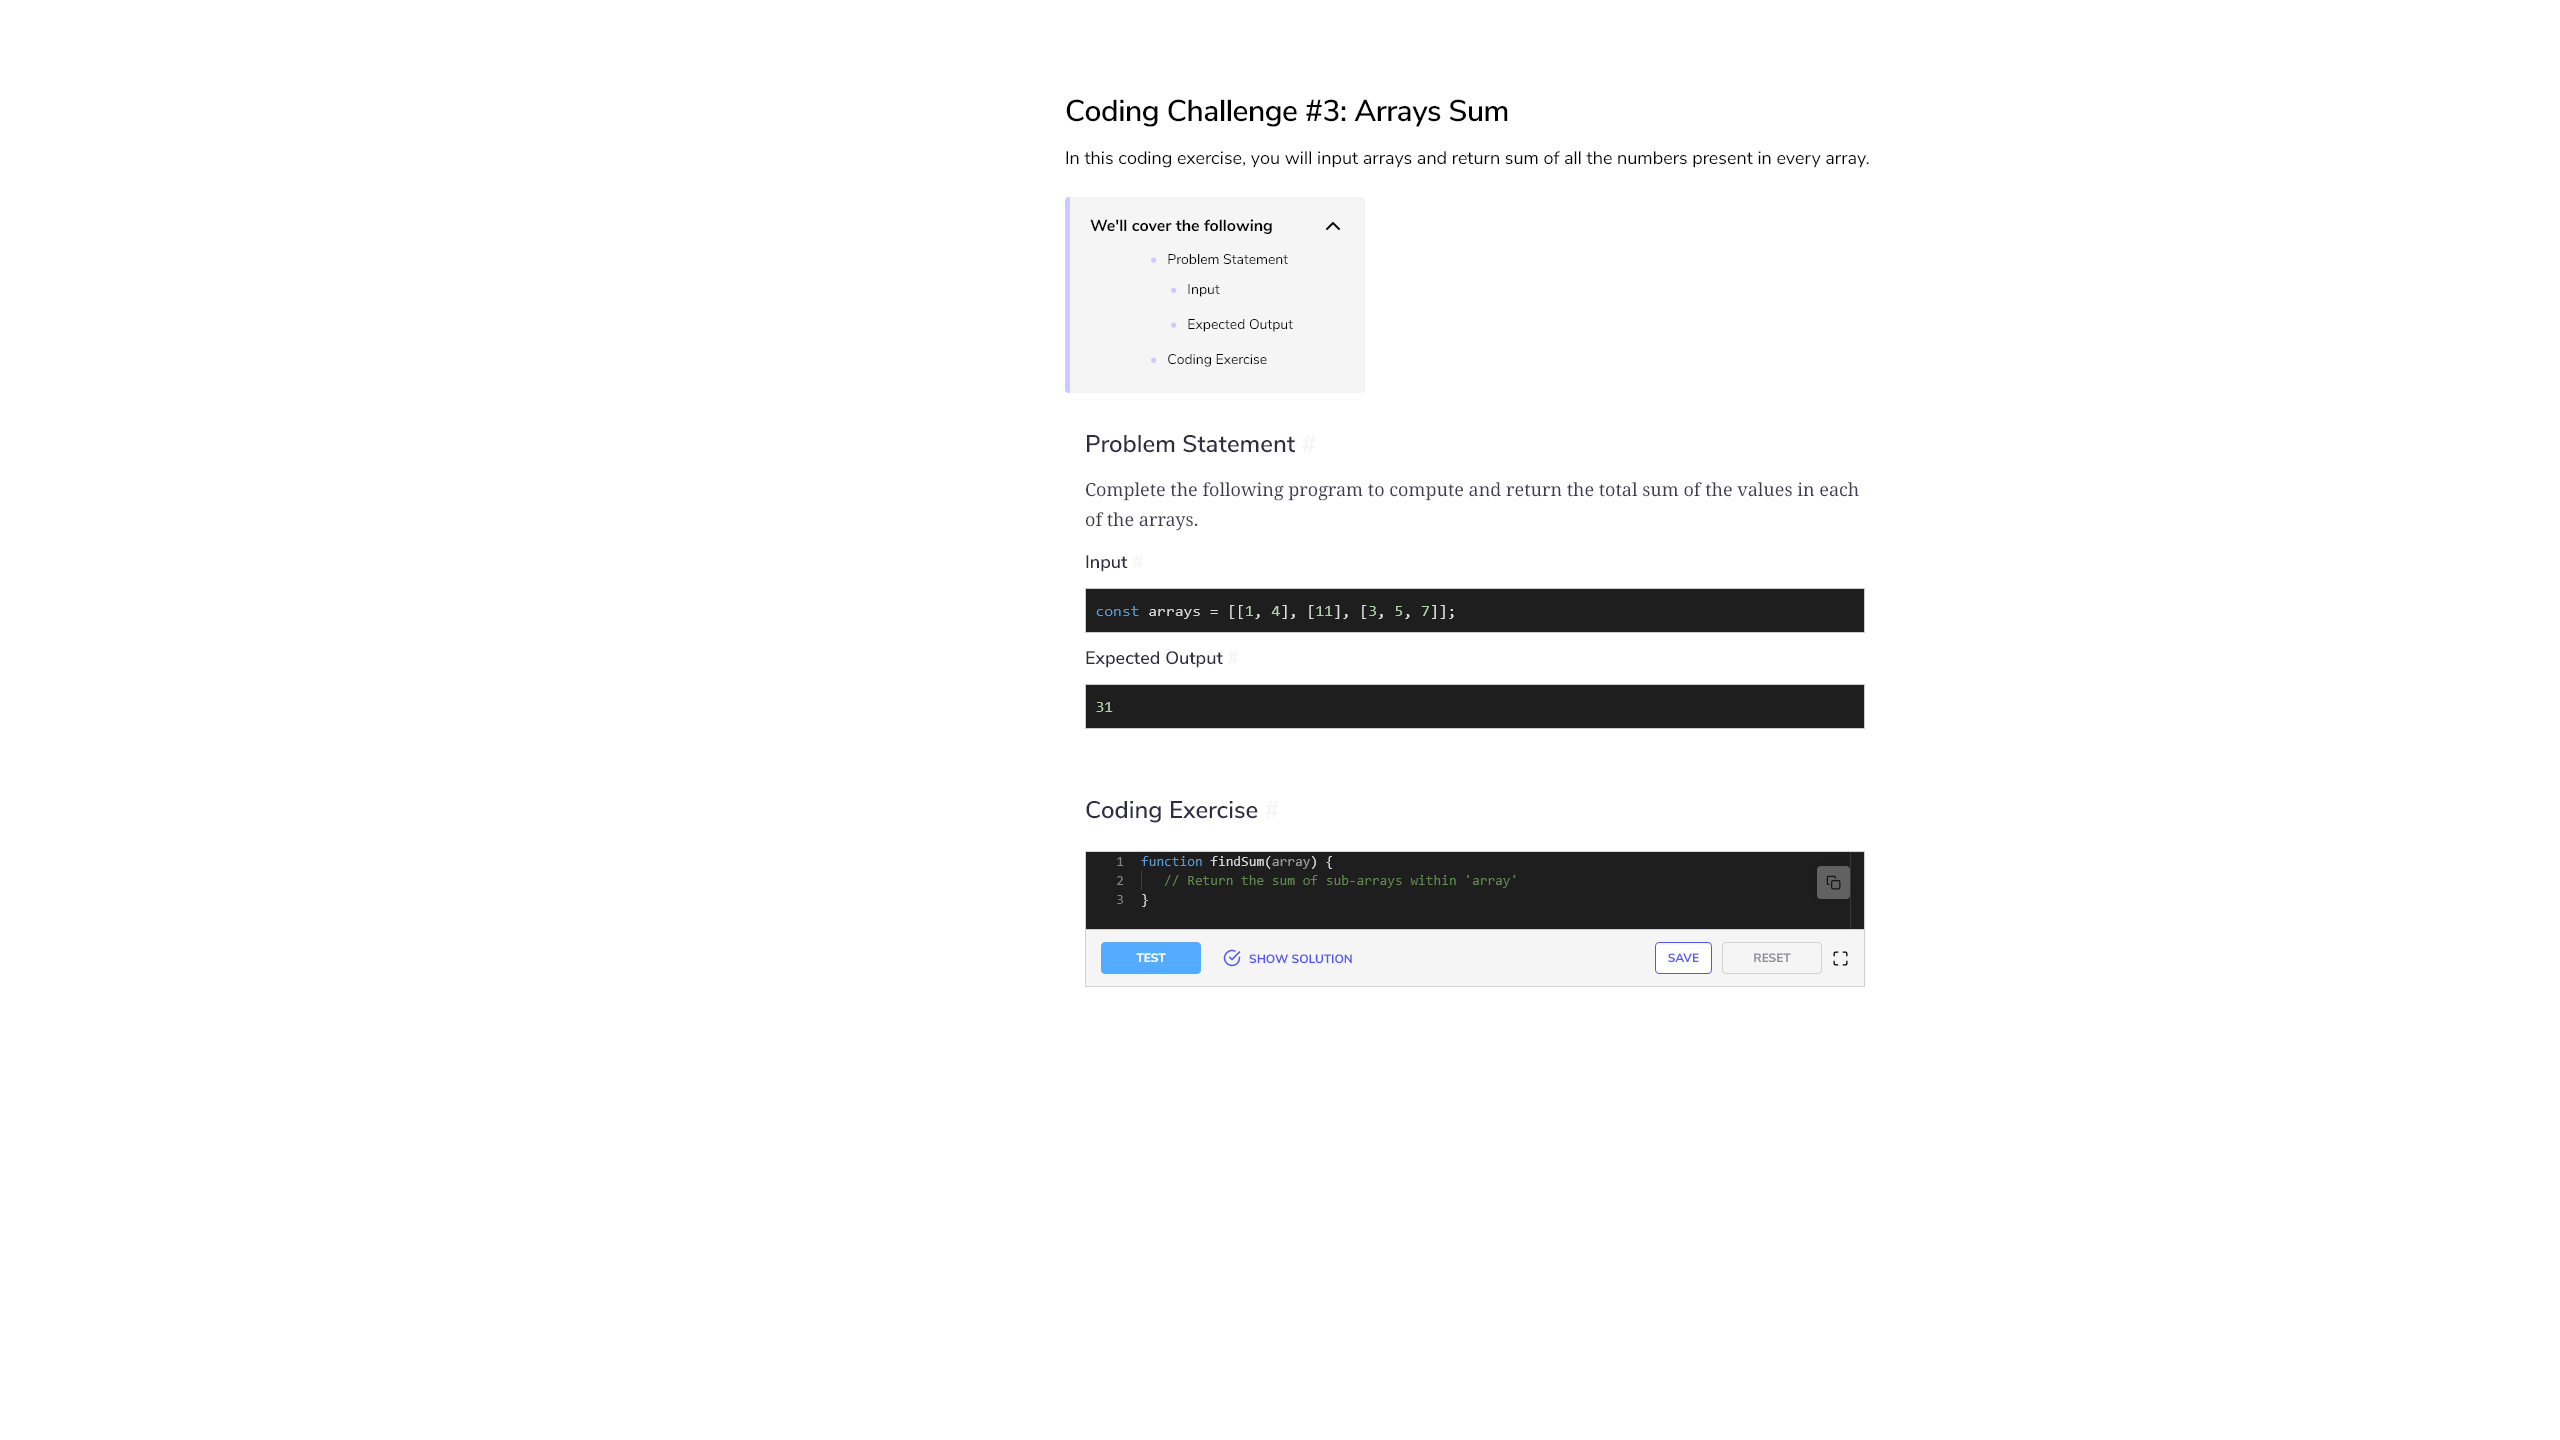 Coding Challenge #3: Arrays Sum
In this coding exercise, you will input arrays and return sum of all the numbers present in every array.
We'll cover the following
Problem Statement
Input
Expected Output
Coding Exercise
Problem Statement #
Complete the following program to compute and return the total sum of the values in each
of the arrays.
Input #
const arrays = [[1, 4], [11], [3, 5, 7]];
Expected Output #
31
Coding Exercise #
1 function findSum(array) {
2 // Return the sum of sub-arrays within 'array'
3 }
TEST SHOW SOLUTION SAVE RESET